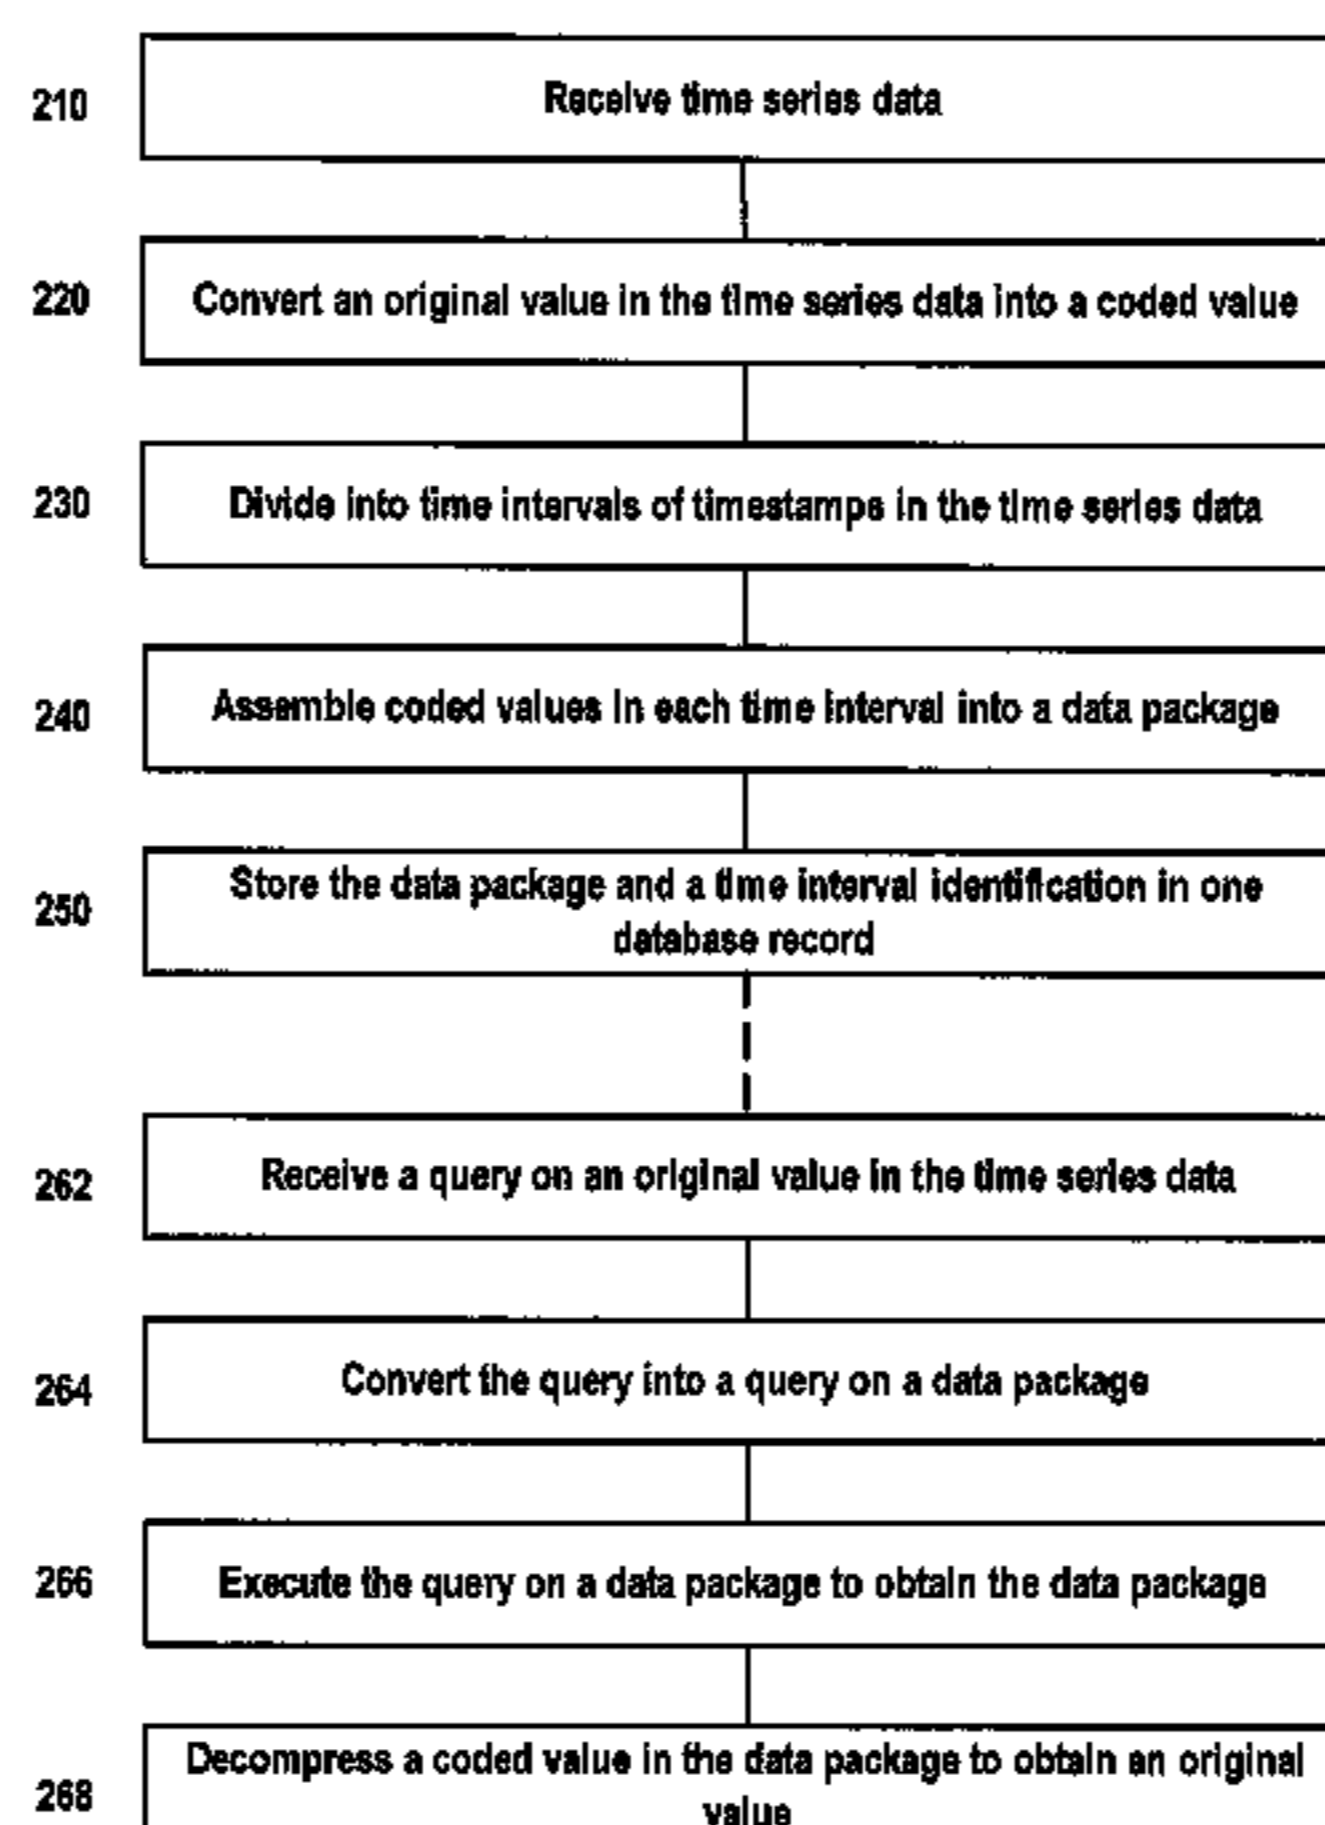 210 Receive time series data
220 Convert an original value in the time series data into a coded value
230 Divide into time intervals of timestamps in the time series data
240 Assemble coded values in each time interval into a data package
250 Store the data package and a time interval identification in one
database record
262 Receive a query on an original value in the time series data
264 Convert the query into a query on a data package
266 Execute the query on a data package to obtain the data package
268 Decompress a coded value in the data package to obtain an original
value